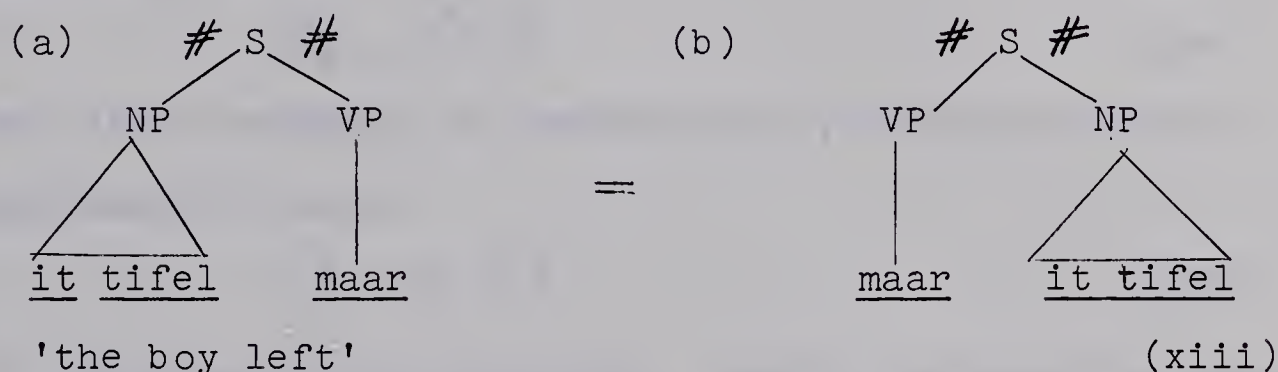 (a) # S # (b) # S #
NP VP VP NP
=
it tifel maar maar it tifel
'the boy left' (xiii)